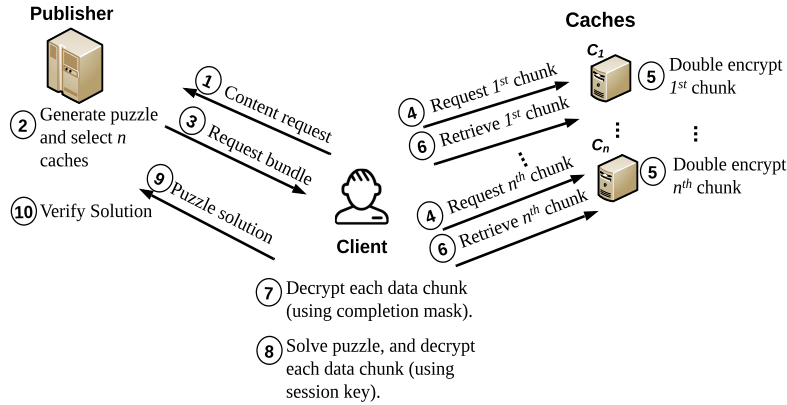 Publisher
Caches
1 Content request
2 Generate puzzle
and select n
caches
3 Request bundle
9 Puzzle solution
10 Verify Solution
Client
C1
4 Request 1st chunk
6 Retrieve 1st chunk
5 Double encrypt
1st chunk
⋮
⋮
⋮
Cn
4 Request nth chunk
6 Retrieve nth chunk
5 Double encrypt
nth chunk
7 Decrypt each data chunk
(using completion mask).
8 Solve puzzle, and decrypt
each data chunk (using
session key).